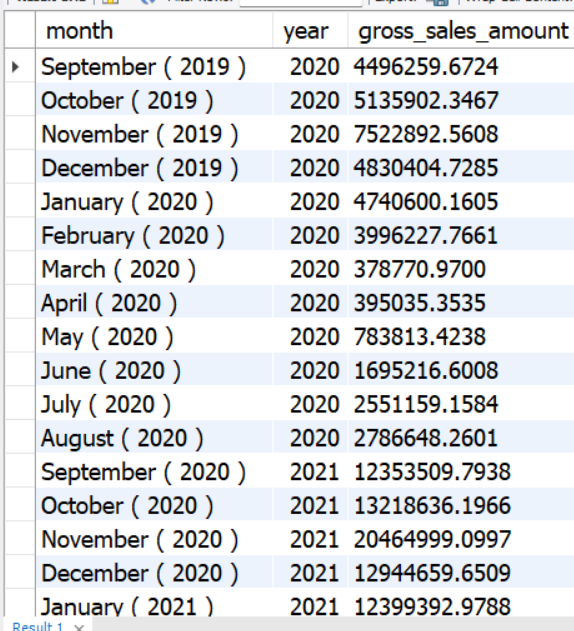 month year gross_sales_amount
September ( 2019 ) 2020 4496259.6724
October ( 2019 ) 2020 5135902.3467
November ( 2019 ) 2020 7522892.5608
December ( 2019 ) 2020 4830404.7285
January ( 2020 ) 2020 4740600.1605
February ( 2020 ) 2020 3996227.7661
March ( 2020 ) 2020 378770.9700
April ( 2020 ) 2020 395035.3535
May ( 2020 ) 2020 783813.4238
June ( 2020 ) 2020 1695216.6008
July ( 2020 ) 2020 2551159.1584
August ( 2020 ) 2020 2786648.2601
September ( 2020 ) 2021 12353509.7938
October ( 2020 ) 2021 13218636.1966
November ( 2020 ) 2021 20464999.0997
December ( 2020 ) 2021 12944659.6509
January ( 2021 ) 2021 12399392.9788
Result 1